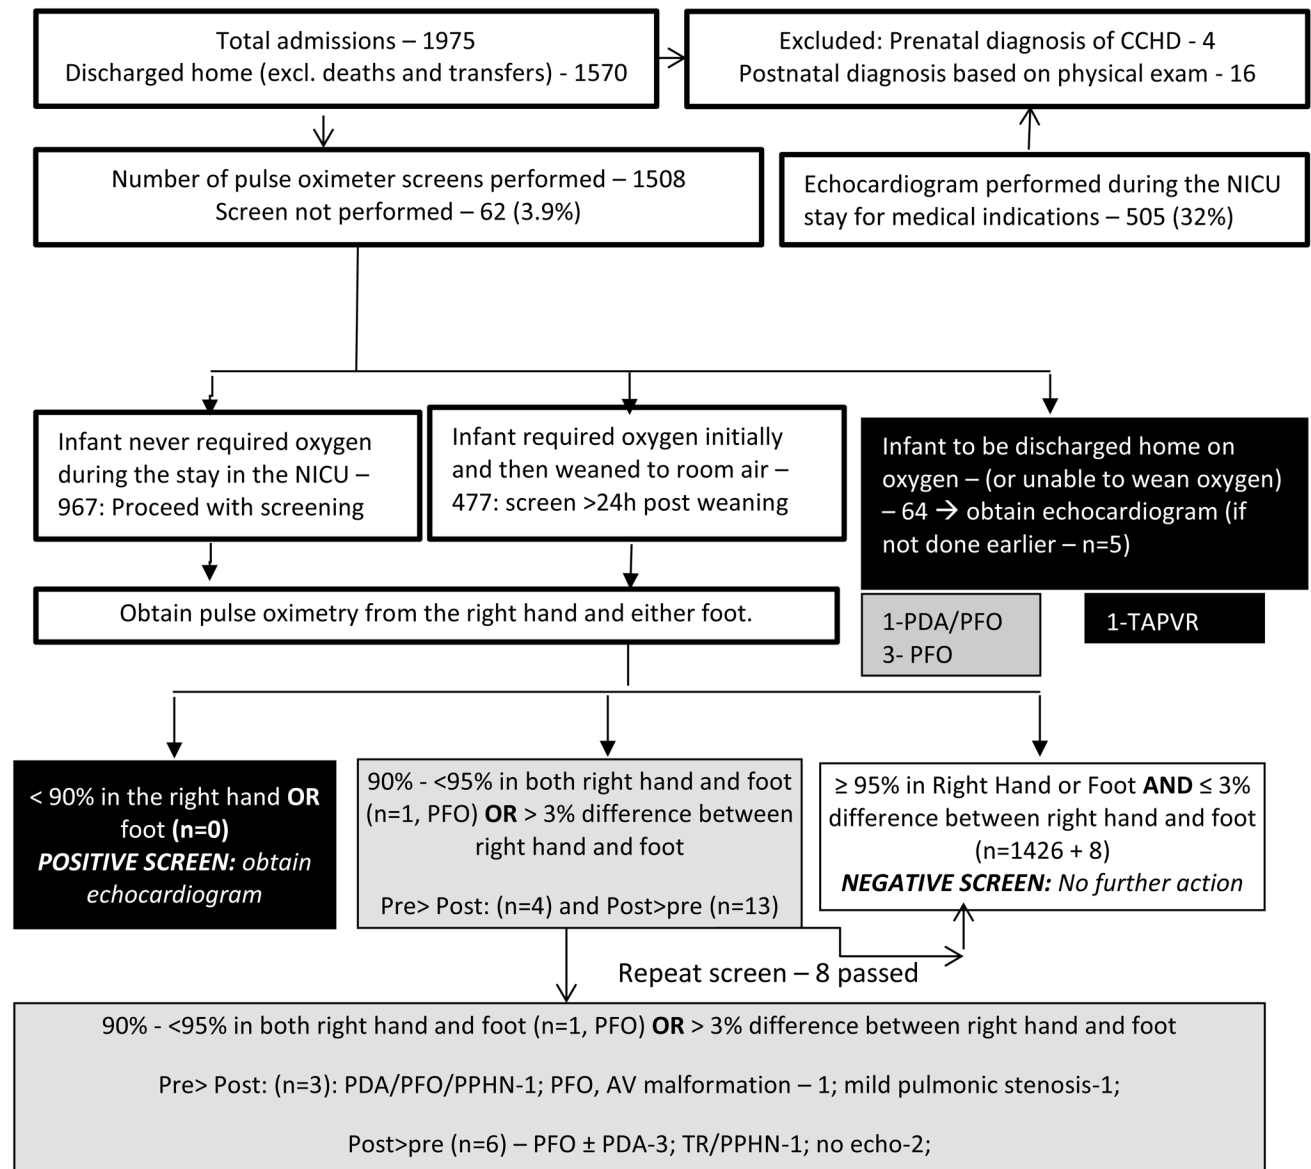 Total admissions – 1975
Discharged home (excl. deaths and transfers) - 1570
Excluded: Prenatal diagnosis of CCHD - 4
Postnatal diagnosis based on physical exam - 16
Number of pulse oximeter screens performed – 1508
Screen not performed – 62 (3.9%)
Echocardiogram performed during the NICU
stay for medical indications – 505 (32%)
Infant never required oxygen
during the stay in the NICU –
967: Proceed with screening
Infant required oxygen initially
and then weaned to room air –
477: screen >24h post weaning
Infant to be discharged home on
oxygen – (or unable to wean oxygen)
– 64 → obtain echocardiogram (if
not done earlier – n=5)
Obtain pulse oximetry from the right hand and either foot.
1-PDA/PFO
3- PFO
1-TAPVR
< 90% in the right hand OR
foot (n=0)
POSITIVE SCREEN: obtain
echocardiogram
90% - <95% in both right hand and foot
(n=1, PFO) OR > 3% difference between
right hand and foot
Pre> Post: (n=4) and Post>pre (n=13)
≥ 95% in Right Hand or Foot AND ≤ 3%
difference between right hand and foot
(n=1426 + 8)
NEGATIVE SCREEN: No further action
Repeat screen – 8 passed
90% - <95% in both right hand and foot (n=1, PFO) OR > 3% difference between right hand and foot
Pre> Post: (n=3): PDA/PFO/PPHN-1; PFO, AV malformation – 1; mild pulmonic stenosis-1;
Post>pre (n=6) – PFO ± PDA-3; TR/PPHN-1; no echo-2;